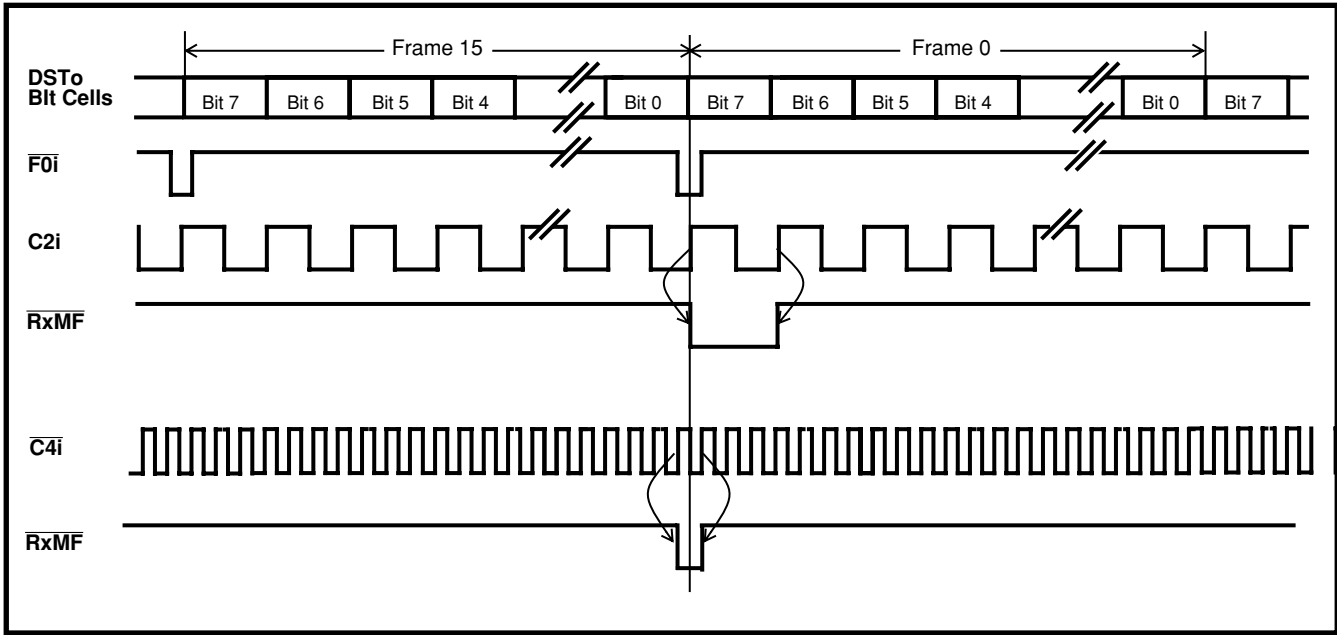 Frame 15 Frame 0
DSTo
BIt Cells
Bit 7 Bit 6 Bit 5 Bit 4 Bit 0 Bit 7 Bit 6 Bit 5 Bit 4 Bit 0 Bit 7
F0i
C2i
RxMF
C4i
RxMF